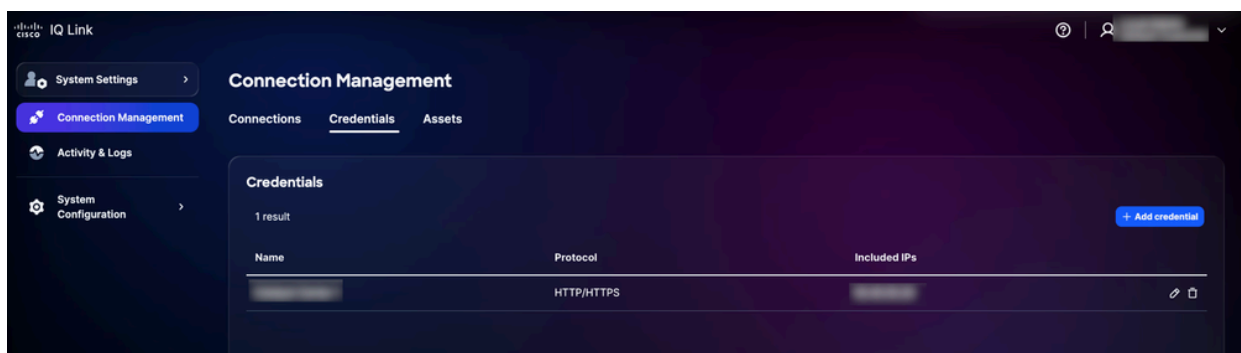 cisco IQ Link
System Settings
Connection Management
Activity & Logs
System
Configuration
Connection Management
Connections Credentials Assets
Credentials
1 result
+ Add credential
Name Protocol Included IPs
HTTP/HTTPS